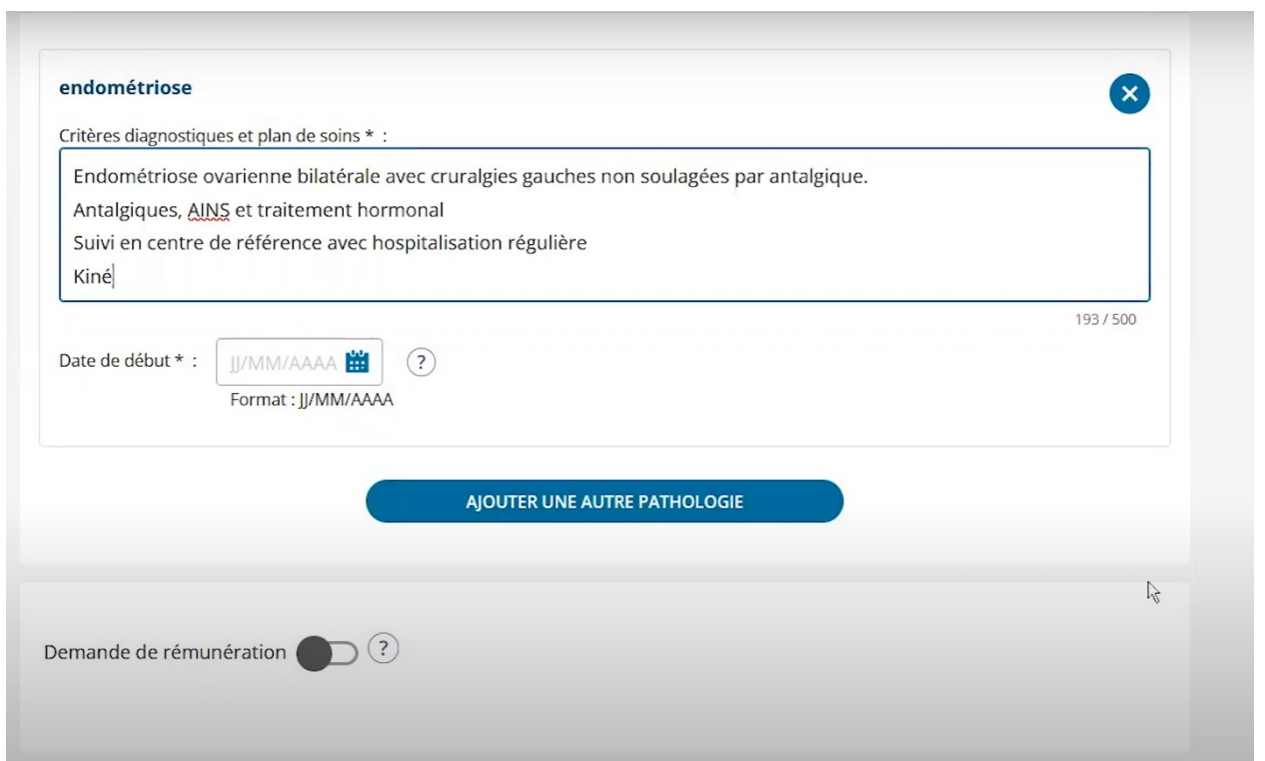 endométriose
Critères diagnostiques et plan de soins * :
Endométriose ovarienne bilatérale avec cruralgies gauches non soulagées par antalgique.
Antalgiques, AINS et traitement hormonal
Suivi en centre de référence avec hospitalisation régulière
Kiné
193 / 500
Date de début * : JJ/MM/AAAA ?
Format : JJ/MM/AAAA
AJOUTER UNE AUTRE PATHOLOGIE
Demande de rémunération ?